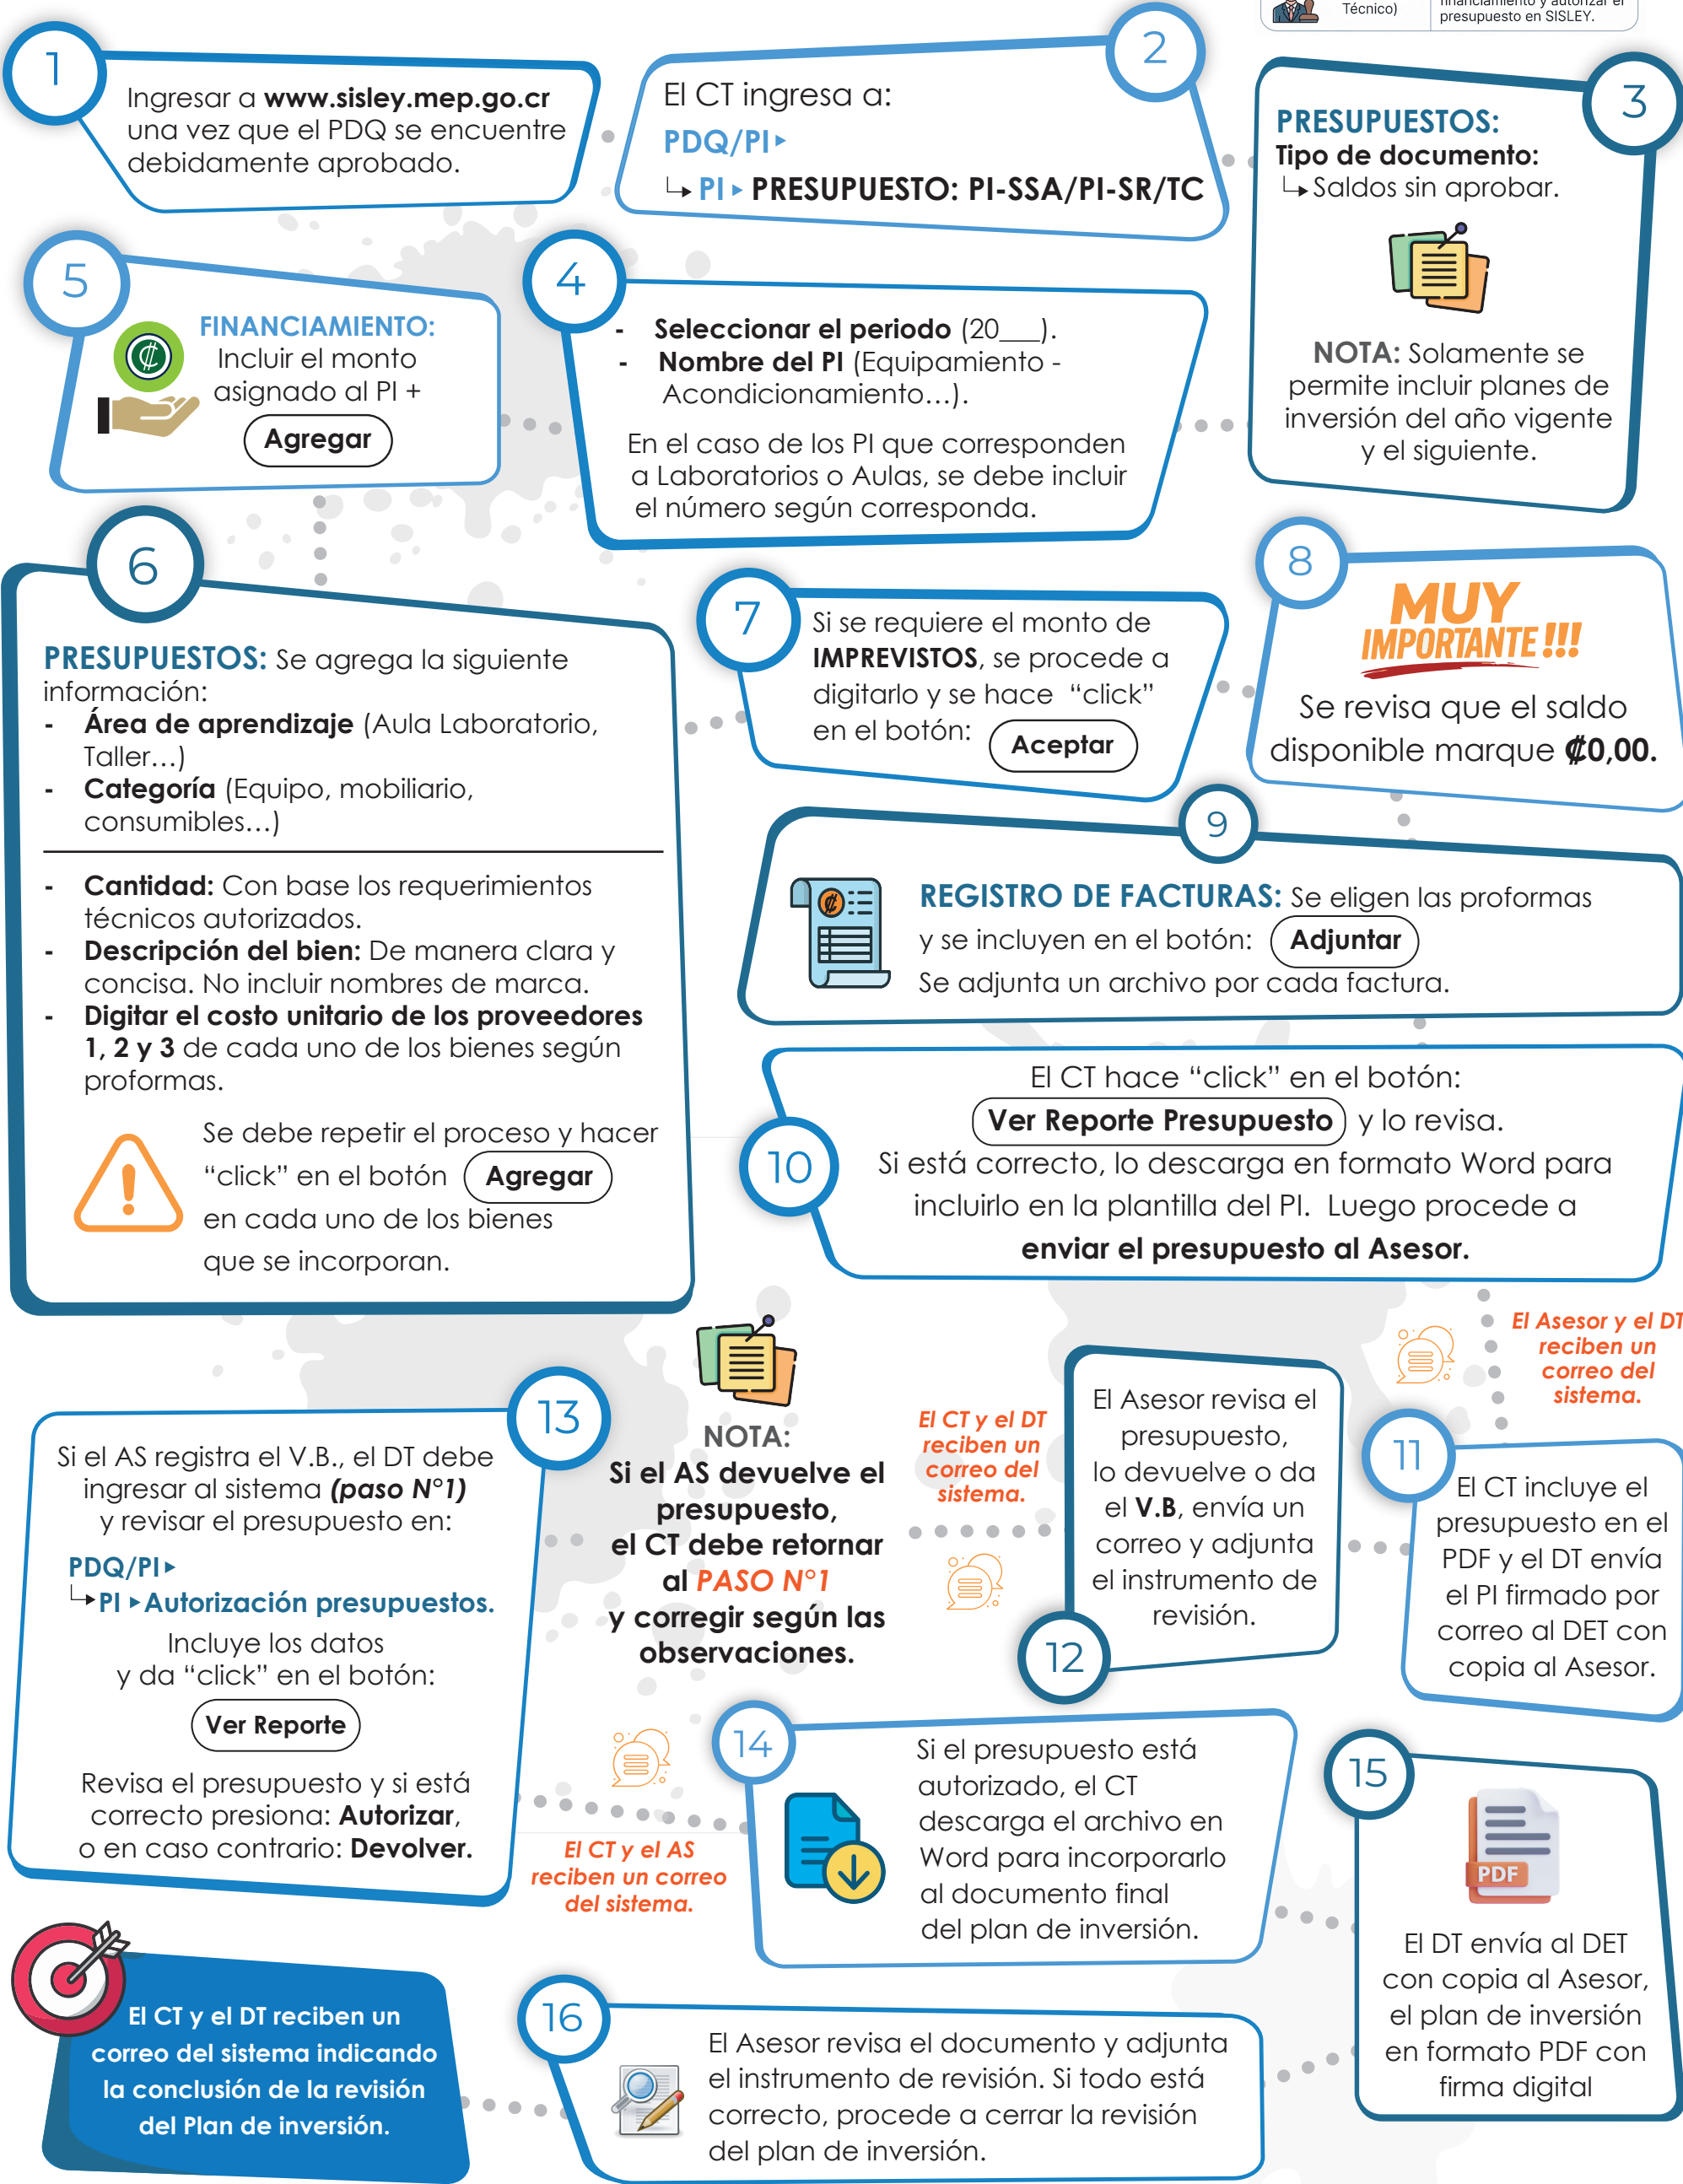 Técnico)
financiamiento y autorizar el
presupuesto en SISLEY.
1
Ingresar a www.sisley.mep.go.cr
una vez que el PDQ se encuentre
debidamente aprobado.
2
El CT ingresa a:
PDQ/PI
PI PRESUPUESTO: PI-SSA/PI-SR/TC
3
PRESUPUESTOS:
Tipo de documento:
Saldos sin aprobar.
NOTA: Solamente se
permite incluir planes de
inversión del año vigente
y el siguiente.
4
- Seleccionar el periodo (20___).
- Nombre del PI (Equipamiento -
Acondicionamiento...).
En el caso de los PI que corresponden
a Laboratorios o Aulas, se debe incluir
el número según corresponda.
5
FINANCIAMIENTO:
Incluir el monto
asignado al PI +
Agregar
6
PRESUPUESTOS: Se agrega la siguiente
información:
- Área de aprendizaje (Aula Laboratorio,
Taller...)
- Categoría (Equipo, mobiliario,
consumibles...)
- Cantidad: Con base los requerimientos
técnicos autorizados.
- Descripción del bien: De manera clara y
concisa. No incluir nombres de marca.
- Digitar el costo unitario de los proveedores
1, 2 y 3 de cada uno de los bienes según
proformas.
Se debe repetir el proceso y hacer
“click” en el botón Agregar
en cada uno de los bienes
que se incorporan.
7
Si se requiere el monto de
IMPREVISTOS, se procede a
digitarlo y se hace “click”
en el botón: Aceptar
8
MUY
IMPORTANTE!!!
Se revisa que el saldo
disponible marque ₡0,00.
9
REGISTRO DE FACTURAS: Se eligen las proformas
y se incluyen en el botón: Adjuntar
Se adjunta un archivo por cada factura.
10
El CT hace “click” en el botón:
Ver Reporte Presupuesto y lo revisa.
Si está correcto, lo descarga en formato Word para
incluirlo en la plantilla del PI. Luego procede a
enviar el presupuesto al Asesor.
El Asesor y el DT
reciben un
correo del
sistema.
11
El CT incluye el
presupuesto en el
PDF y el DT envía
el PI firmado por
correo al DET con
copia al Asesor.
12
El Asesor revisa el
presupuesto,
lo devuelve o da
el V.B, envía un
correo y adjunta
el instrumento de
revisión.
El CT y el DT
reciben un
correo del
sistema.
NOTA:
Si el AS devuelve el
presupuesto,
el CT debe retornar
al PASO N°1
y corregir según las
observaciones.
13
Si el AS registra el V.B., el DT debe
ingresar al sistema (paso N°1)
y revisar el presupuesto en:
PDQ/PI
PI Autorización presupuestos.
Incluye los datos
y da “click” en el botón:
Ver Reporte
Revisa el presupuesto y si está
correcto presiona: Autorizar,
o en caso contrario: Devolver.
El CT y el AS
reciben un correo
del sistema.
14
Si el presupuesto está
autorizado, el CT
descarga el archivo en
Word para incorporarlo
al documento final
del plan de inversión.
15
PDF
El DT envía al DET
con copia al Asesor,
el plan de inversión
en formato PDF con
firma digital
16
El Asesor revisa el documento y adjunta
el instrumento de revisión. Si todo está
correcto, procede a cerrar la revisión
del plan de inversión.
El CT y el DT reciben un
correo del sistema indicando
la conclusión de la revisión
del Plan de inversión.